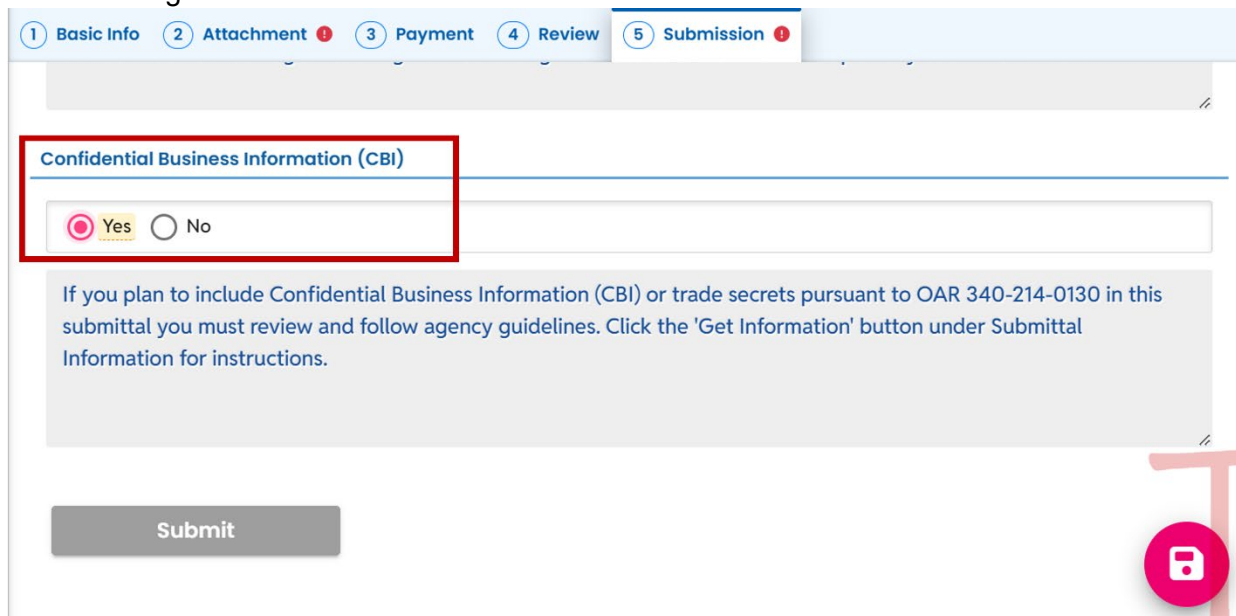 1 Basic Info 2 Attachment 3 Payment 4 Review 5 Submission
Confidential Business Information (CBI)
Yes No
If you plan to include Confidential Business Information (CBI) or trade secrets pursuant to OAR 340-214-0130 in this
submittal you must review and follow agency guidelines. Click the 'Get Information' button under Submittal
Information for instructions.
Submit